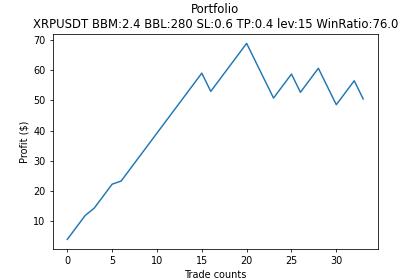 Portfolio
XRPUSDT BBM:2.4 BBL:280 SL:0.6 TP:0.4 lev:15 WinRatio:76.0
70
60
50
40
30
20
10
Profit ($)
0 5 10 15 20 25 30
Trade counts